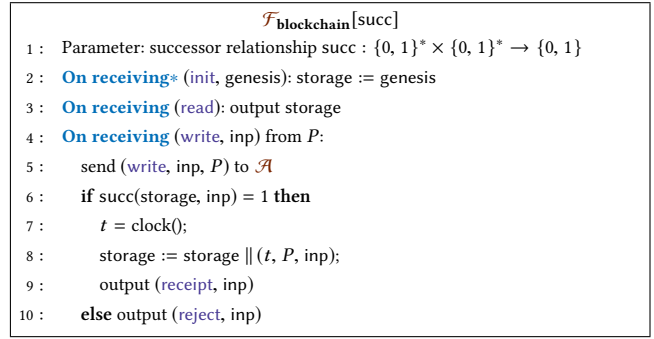 𝓕blockchain[succ]
1 : Parameter: successor relationship succ : {0, 1}* × {0, 1}* → {0, 1}
2 : On receiving* (init, genesis): storage := genesis
3 : On receiving (read): output storage
4 : On receiving (write, inp) from P:
5 : send (write, inp, P) to 𝒜
6 : if succ(storage, inp) = 1 then
7 : t = clock();
8 : storage := storage ∥ (t, P, inp);
9 : output (receipt, inp)
10 : else output (reject, inp)